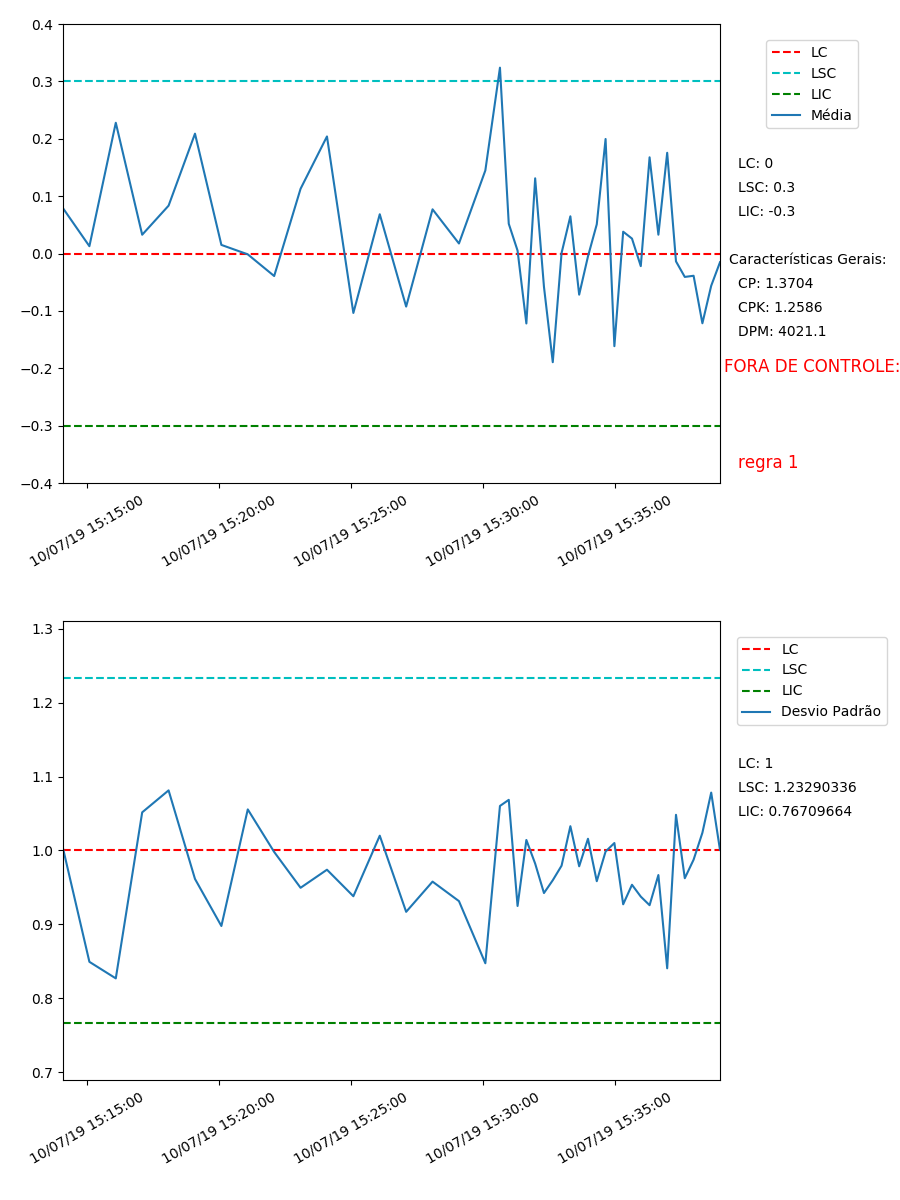 0.4
0.3
0.2
0.1
0.0
−0.1
−0.2
−0.3
−0.4
10/07/19 15:15:00
10/07/19 15:20:00
10/07/19 15:25:00
10/07/19 15:30:00
10/07/19 15:35:00
LC
LSC
LIC
Média
LC: 0
LSC: 0.3
LIC: -0.3
Características Gerais:
CP: 1.3704
CPK: 1.2586
DPM: 4021.1
FORA DE CONTROLE:
regra 1
1.3
1.2
1.1
1.0
0.9
0.8
0.7
10/07/19 15:15:00
10/07/19 15:20:00
10/07/19 15:25:00
10/07/19 15:30:00
10/07/19 15:35:00
LC
LSC
LIC
Desvio Padrão
LC: 1
LSC: 1.23290336
LIC: 0.76709664